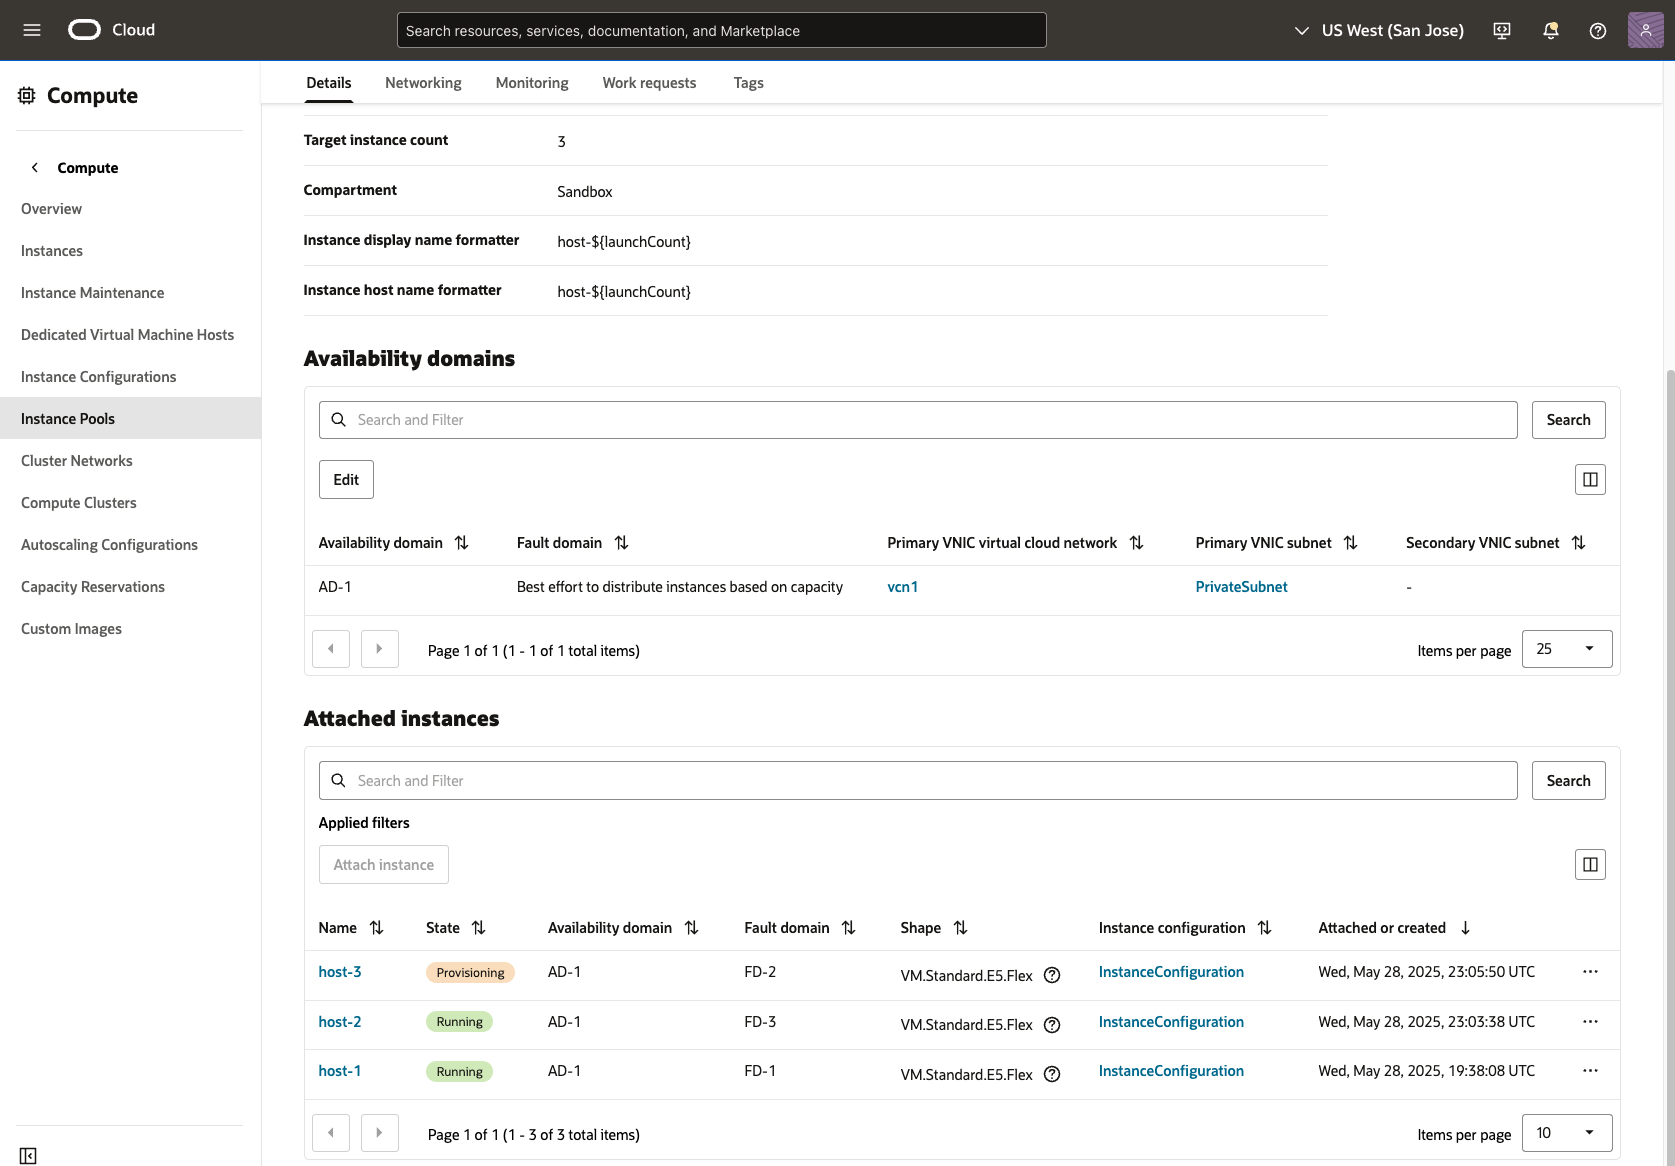 Cloud
Search resources, services, documentation, and Marketplace
US West (San Jose)
Compute
Compute
Overview
Instances
Instance Maintenance
Dedicated Virtual Machine Hosts
Instance Configurations
Instance Pools
Cluster Networks
Compute Clusters
Autoscaling Configurations
Capacity Reservations
Custom Images
Details Networking Monitoring Work requests Tags
Target instance count 3
Compartment Sandbox
Instance display name formatter host-${launchCount}
Instance host name formatter host-${launchCount}
Availability domains
Search and Filter Search
Edit
Availability domain Fault domain Primary VNIC virtual cloud network Primary VNIC subnet Secondary VNIC subnet
AD-1 Best effort to distribute instances based on capacity vcn1 PrivateSubnet -
Page 1 of 1 (1 - 1 of 1 total items) Items per page 25
Attached instances
Search and Filter Search
Applied filters
Attach instance
Name State Availability domain Fault domain Shape Instance configuration Attached or created
host-3 Provisioning AD-1 FD-2 VM.Standard.E5.Flex InstanceConfiguration Wed, May 28, 2025, 23:05:50 UTC
host-2 Running AD-1 FD-3 VM.Standard.E5.Flex InstanceConfiguration Wed, May 28, 2025, 23:03:38 UTC
host-1 Running AD-1 FD-1 VM.Standard.E5.Flex InstanceConfiguration Wed, May 28, 2025, 19:38:08 UTC
Page 1 of 1 (1 - 3 of 3 total items) Items per page 10